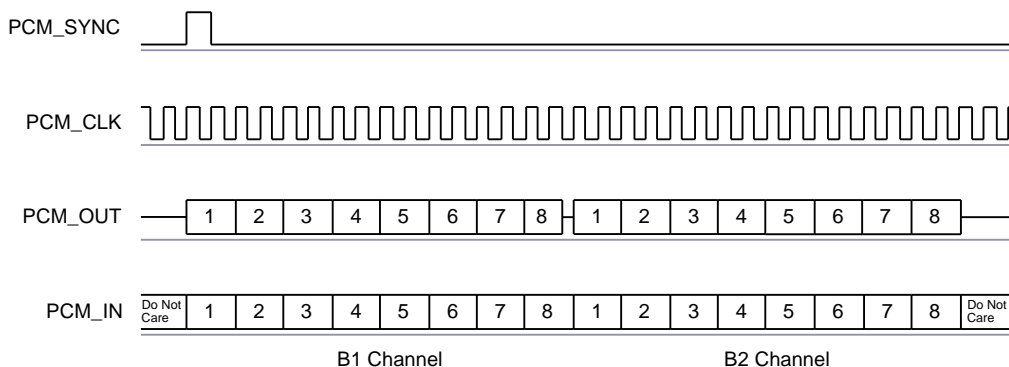 PCM_SYNC
PCM_CLK
PCM_OUT 1 2 3 4 5 6 7 8 1 2 3 4 5 6 7 8
PCM_IN Do Not Care 1 2 3 4 5 6 7 8 1 2 3 4 5 6 7 8 Do Not Care
B1 Channel B2 Channel